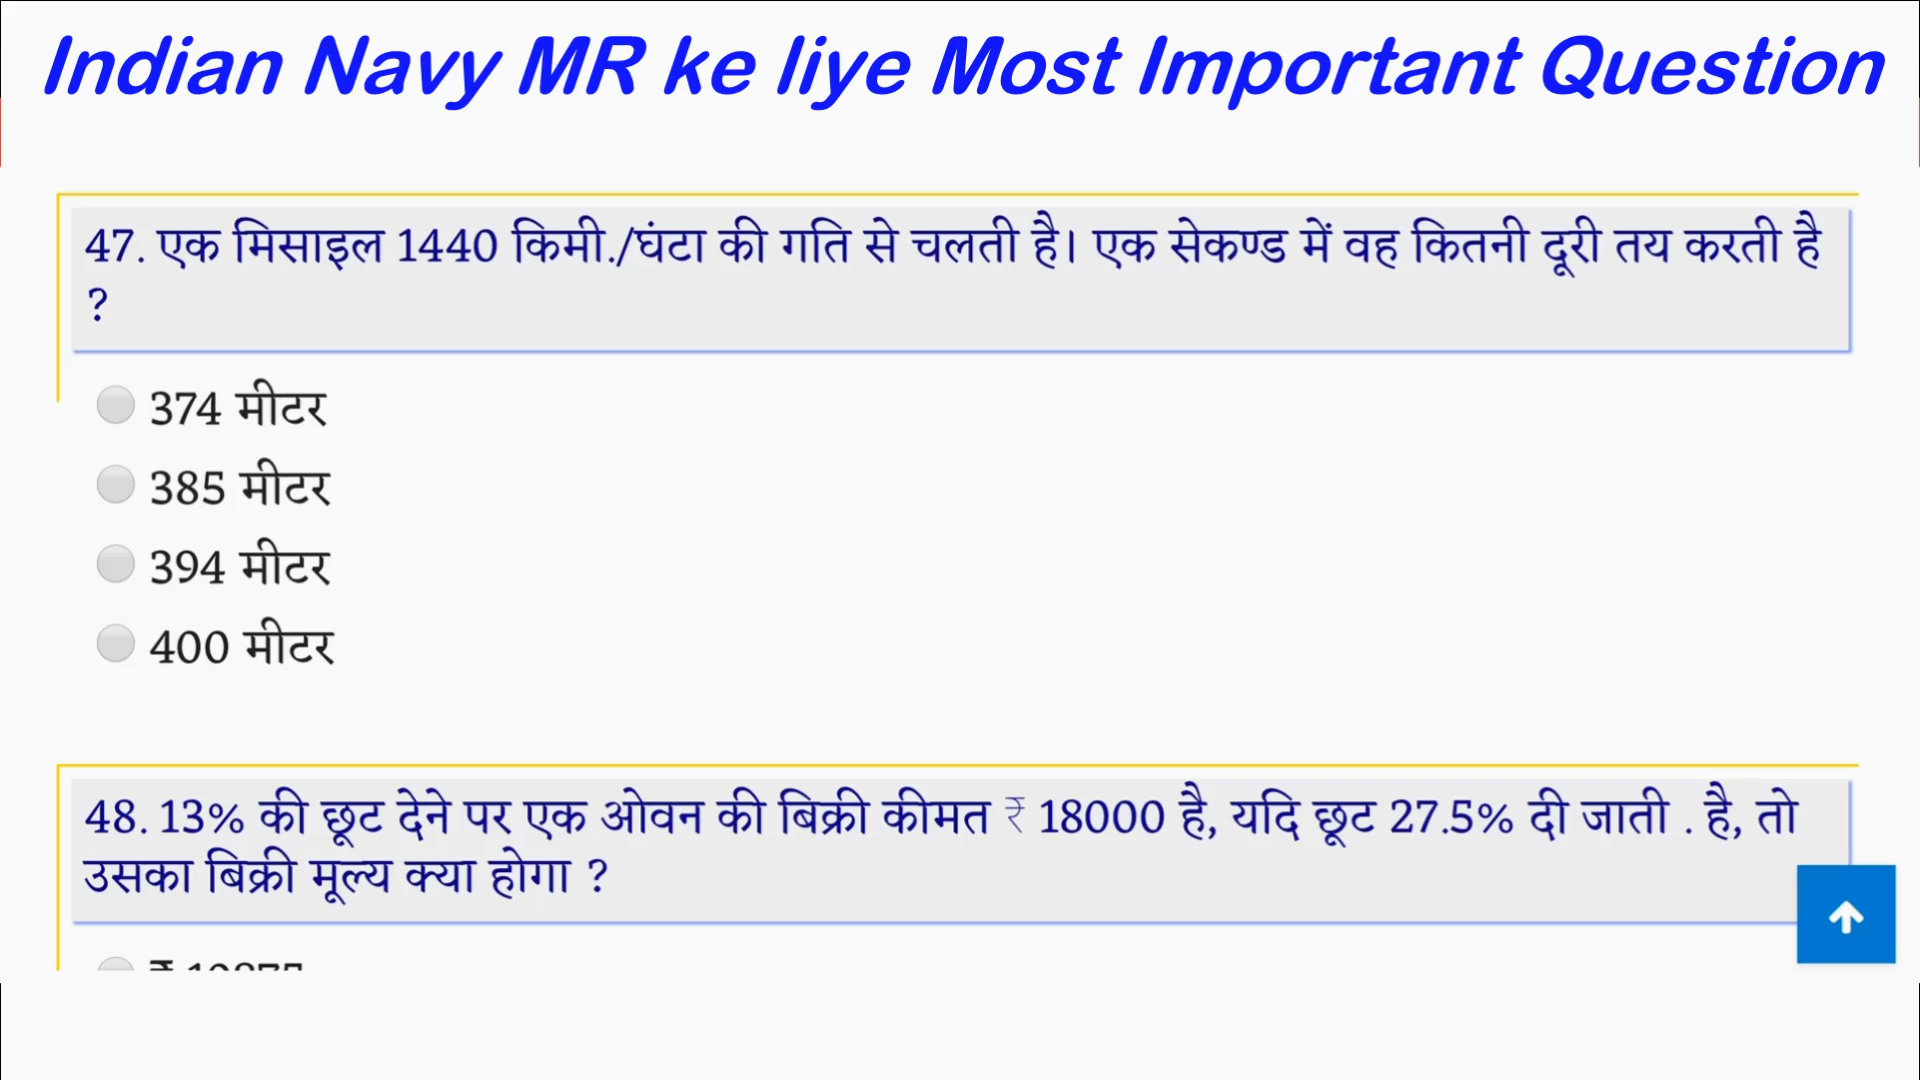 Indian Navy MR ke liye Most Important Question
47. एक मिसाइल 1440 किमी./घंटा की गति से चलती है। एक सेकण्ड में वह कितनी दूरी तय करती है
?
374 मीटर
385 मीटर
394 मीटर
400 मीटर
48. 13% की छूट देने पर एक ओवन की बिक्री कीमत ₹ 18000 है, यदि छूट 27.5% दी जाती . है, तो
उसका बिक्री मूल्य क्या होगा ?